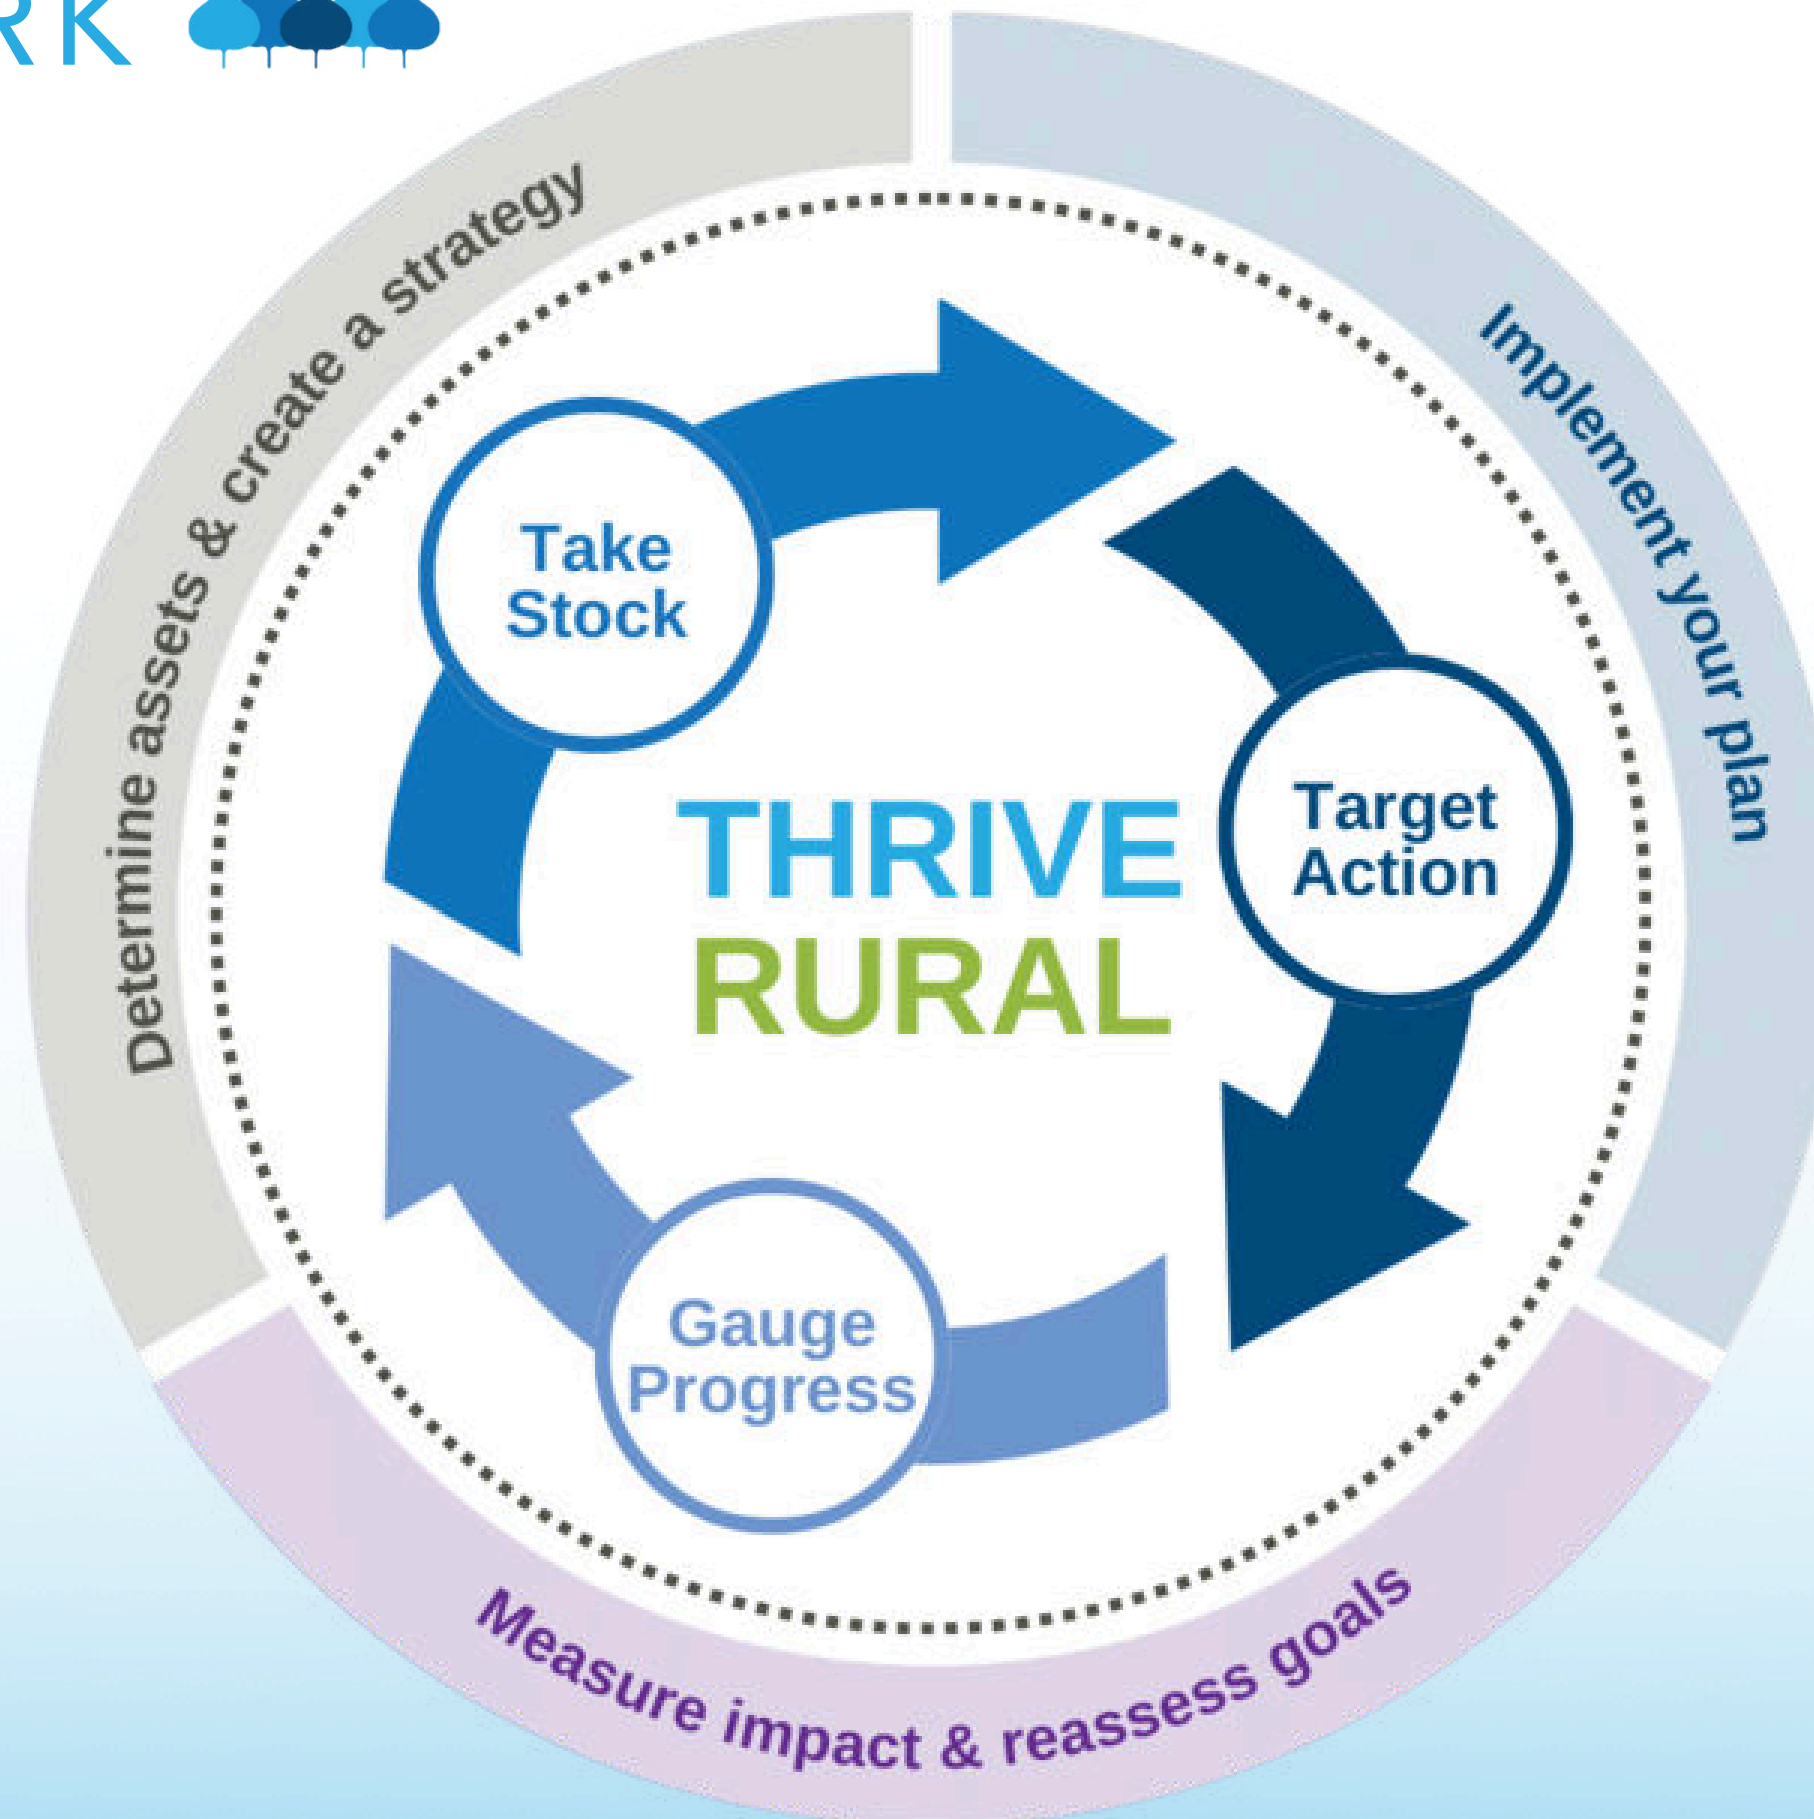 RK
Determine assets & create a strategy
Implement your plan
Take
Stock
Target
Action
THRIVE
RURAL
Gauge
Progress
Measure impact & reassess goals